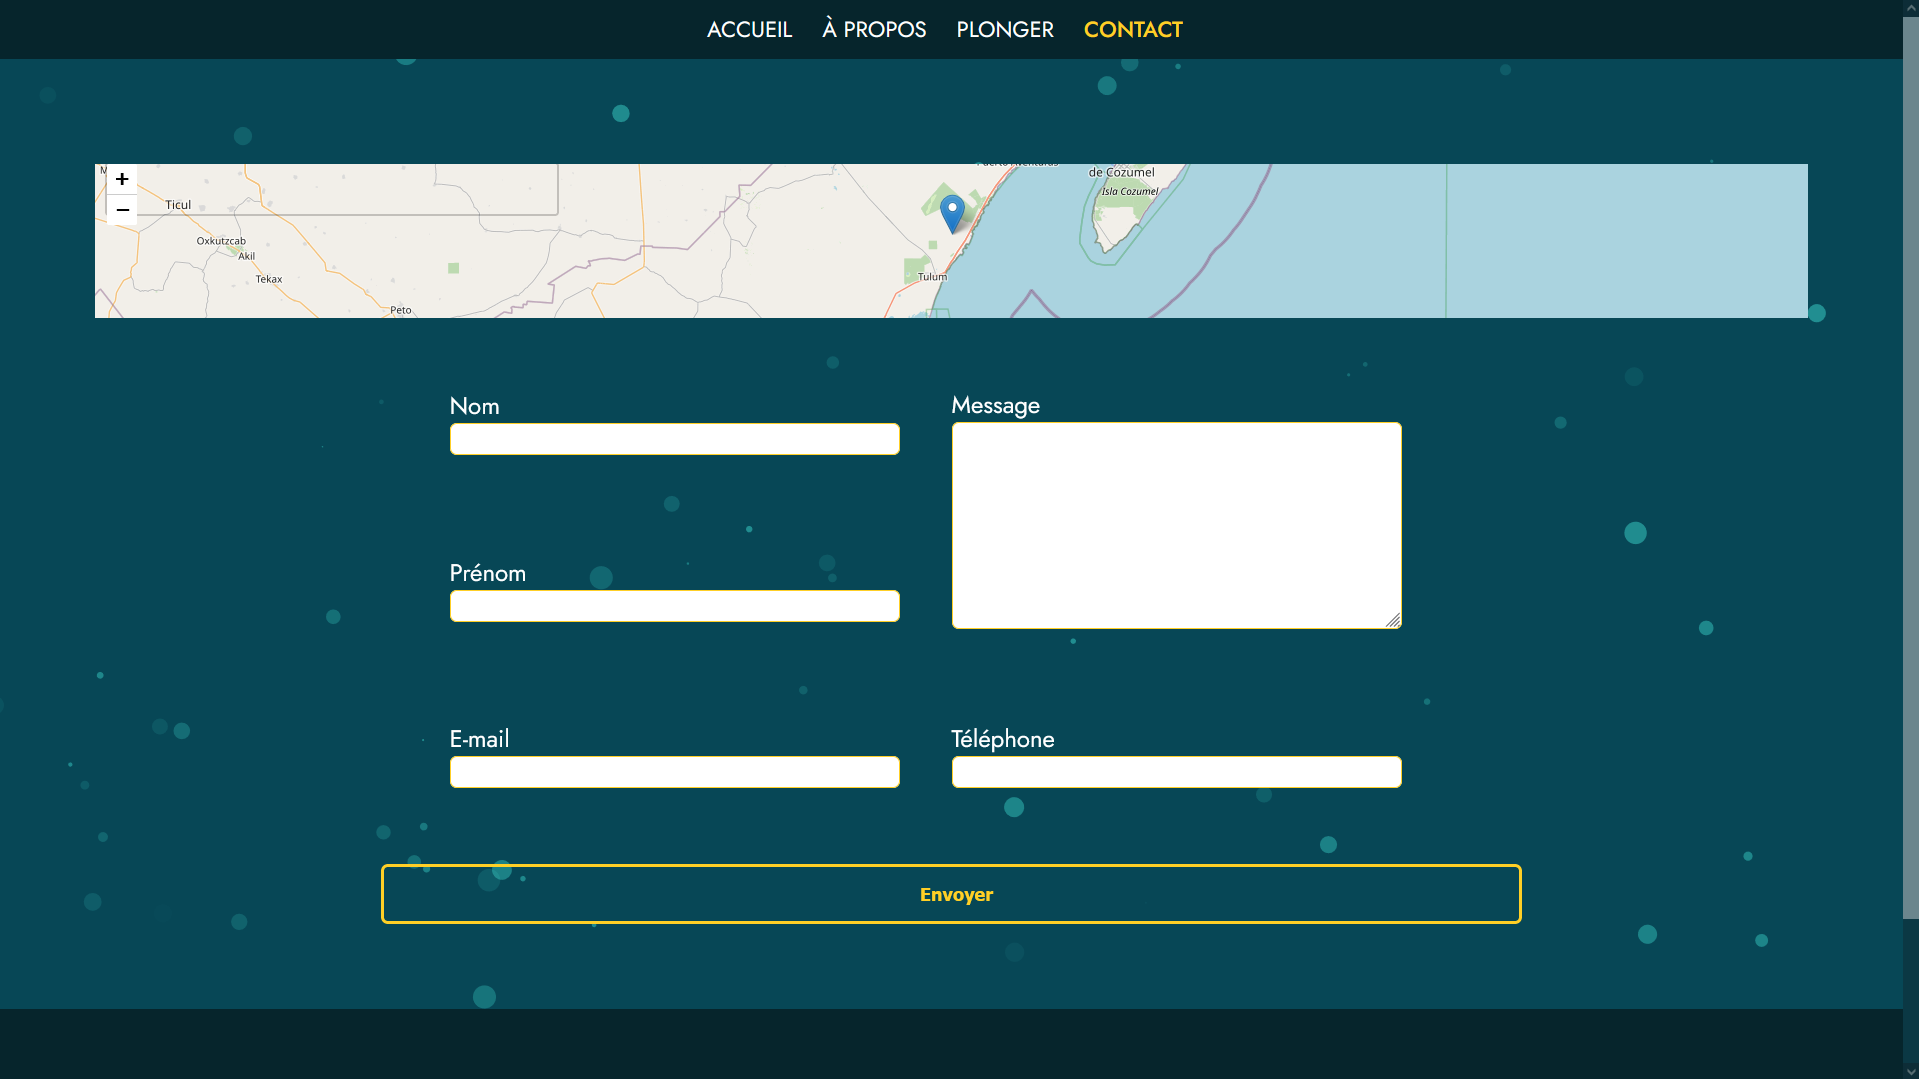 ACCUEIL À PROPOS PLONGER CONTACT
+
−
Ticul
Oxkutzcab
Akil
Tekax
Peto
Tulum
de Cozumel
Isla Cozumel
Nom
Message
Prénom
E-mail
Téléphone
Envoyer